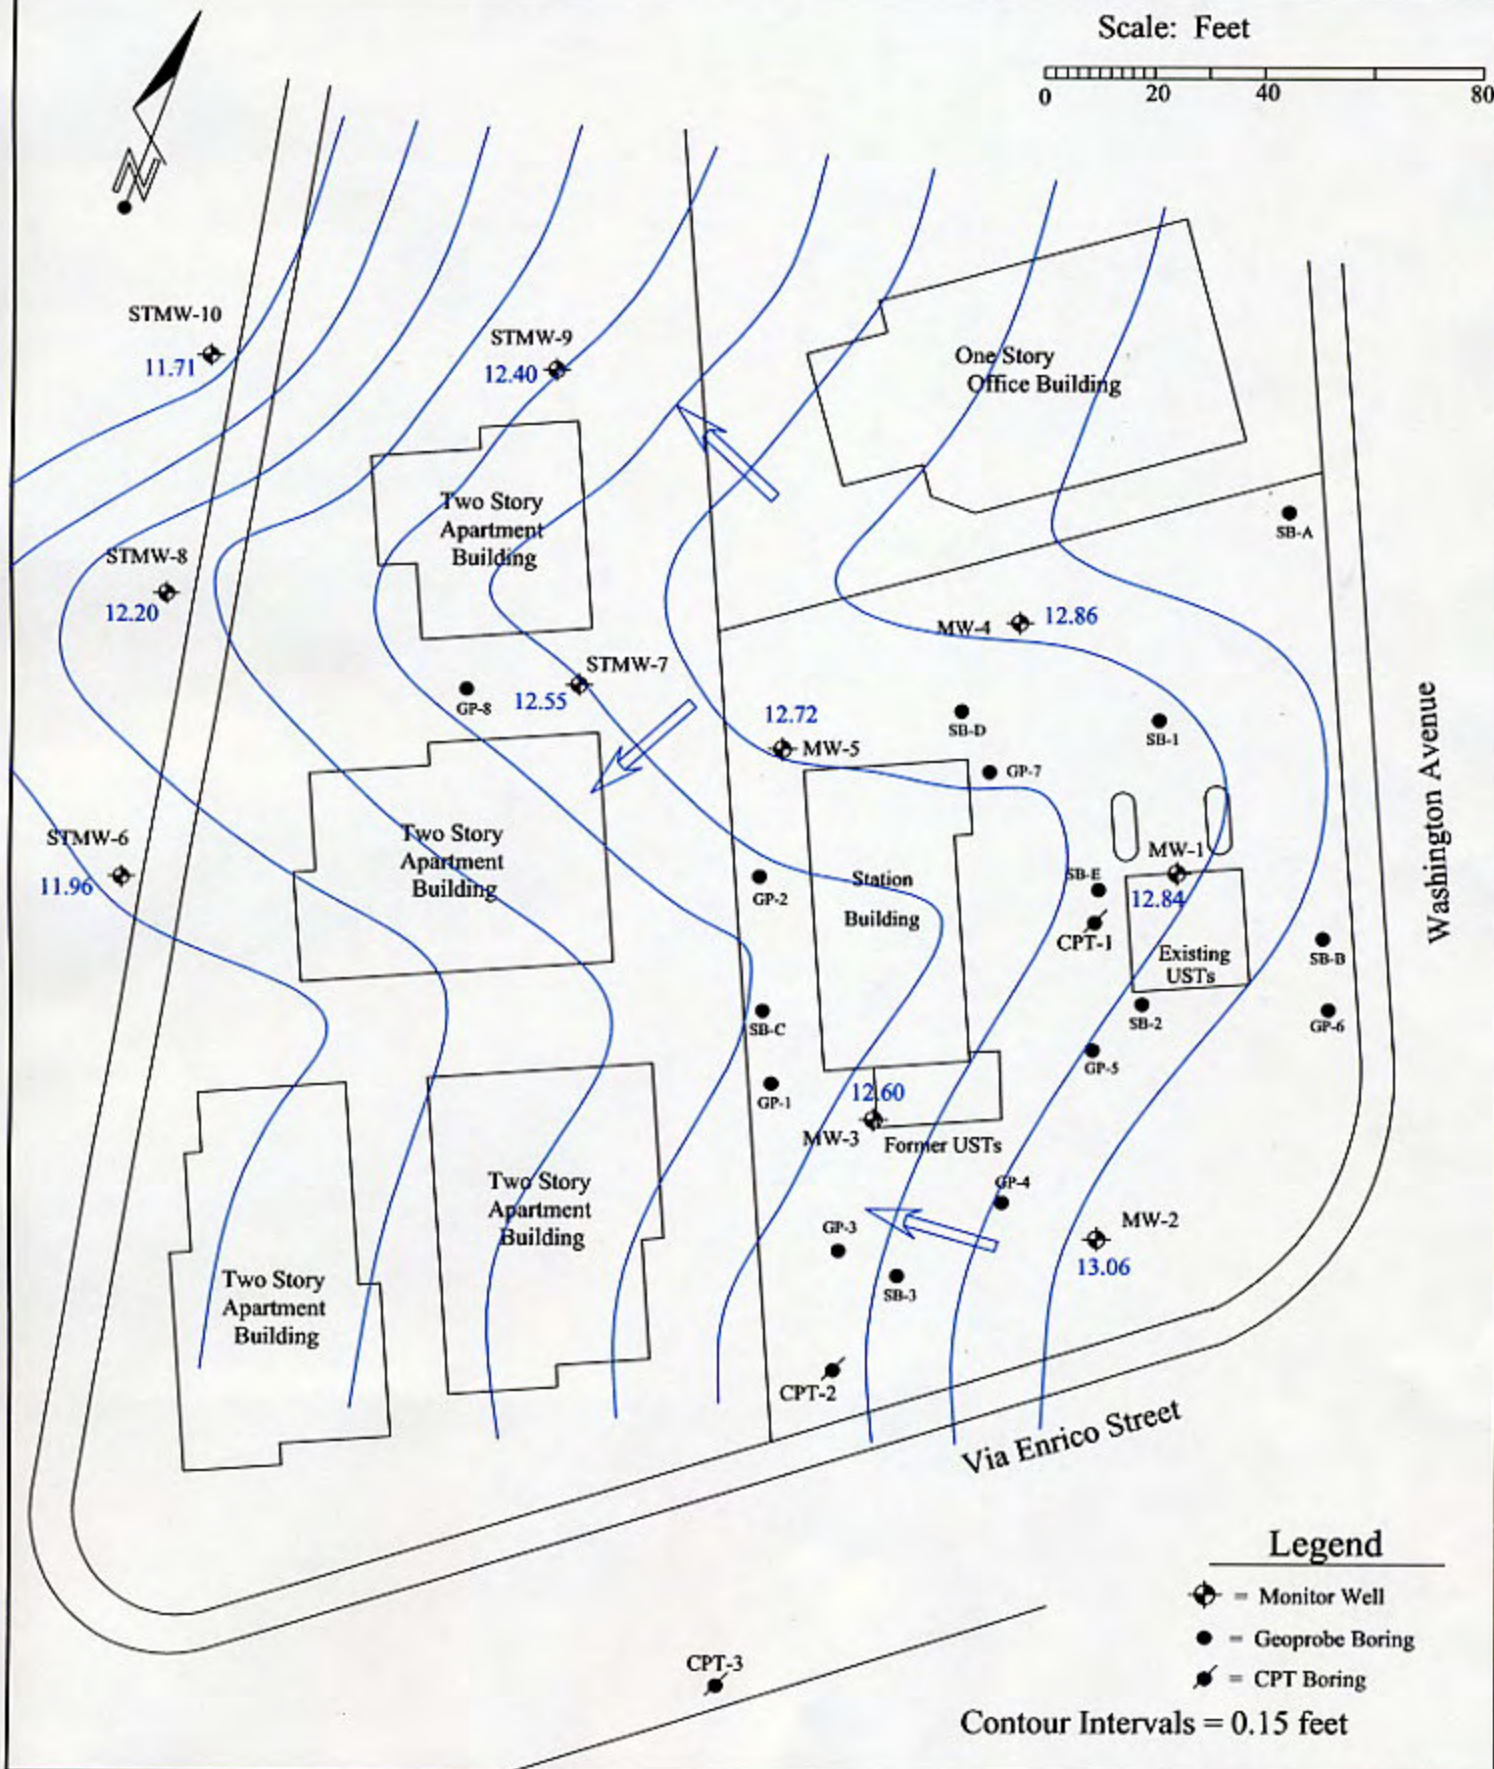 Scale: Feet
0 20 40 80
N
STMW-10
11.71
STMW-9
12.40
One Story
Office Building
Two Story
Apartment
Building
SB-A
STMW-8
12.20
MW-4 12.86
STMW-7
12.55
GP-8
12.72
MW-5
SB-D
SB-1
GP-7
Washington Avenue
STMW-6
11.96
Two Story
Apartment
Building
GP-2
Station
Building
SB-E
MW-1
12.84
CPT-1
Existing
USTs
SB-B
SB-C
SB-2
GP-6
GP-5
GP-1
12.60
MW-3
Former USTs
GP-4
Two Story
Apartment
Building
GP-3
MW-2
13.06
SB-3
Two Story
Apartment
Building
CPT-2
Via Enrico Street
Legend
= Monitor Well
= Geoprobe Boring
= CPT Boring
CPT-3
Contour Intervals = 0.15 feet